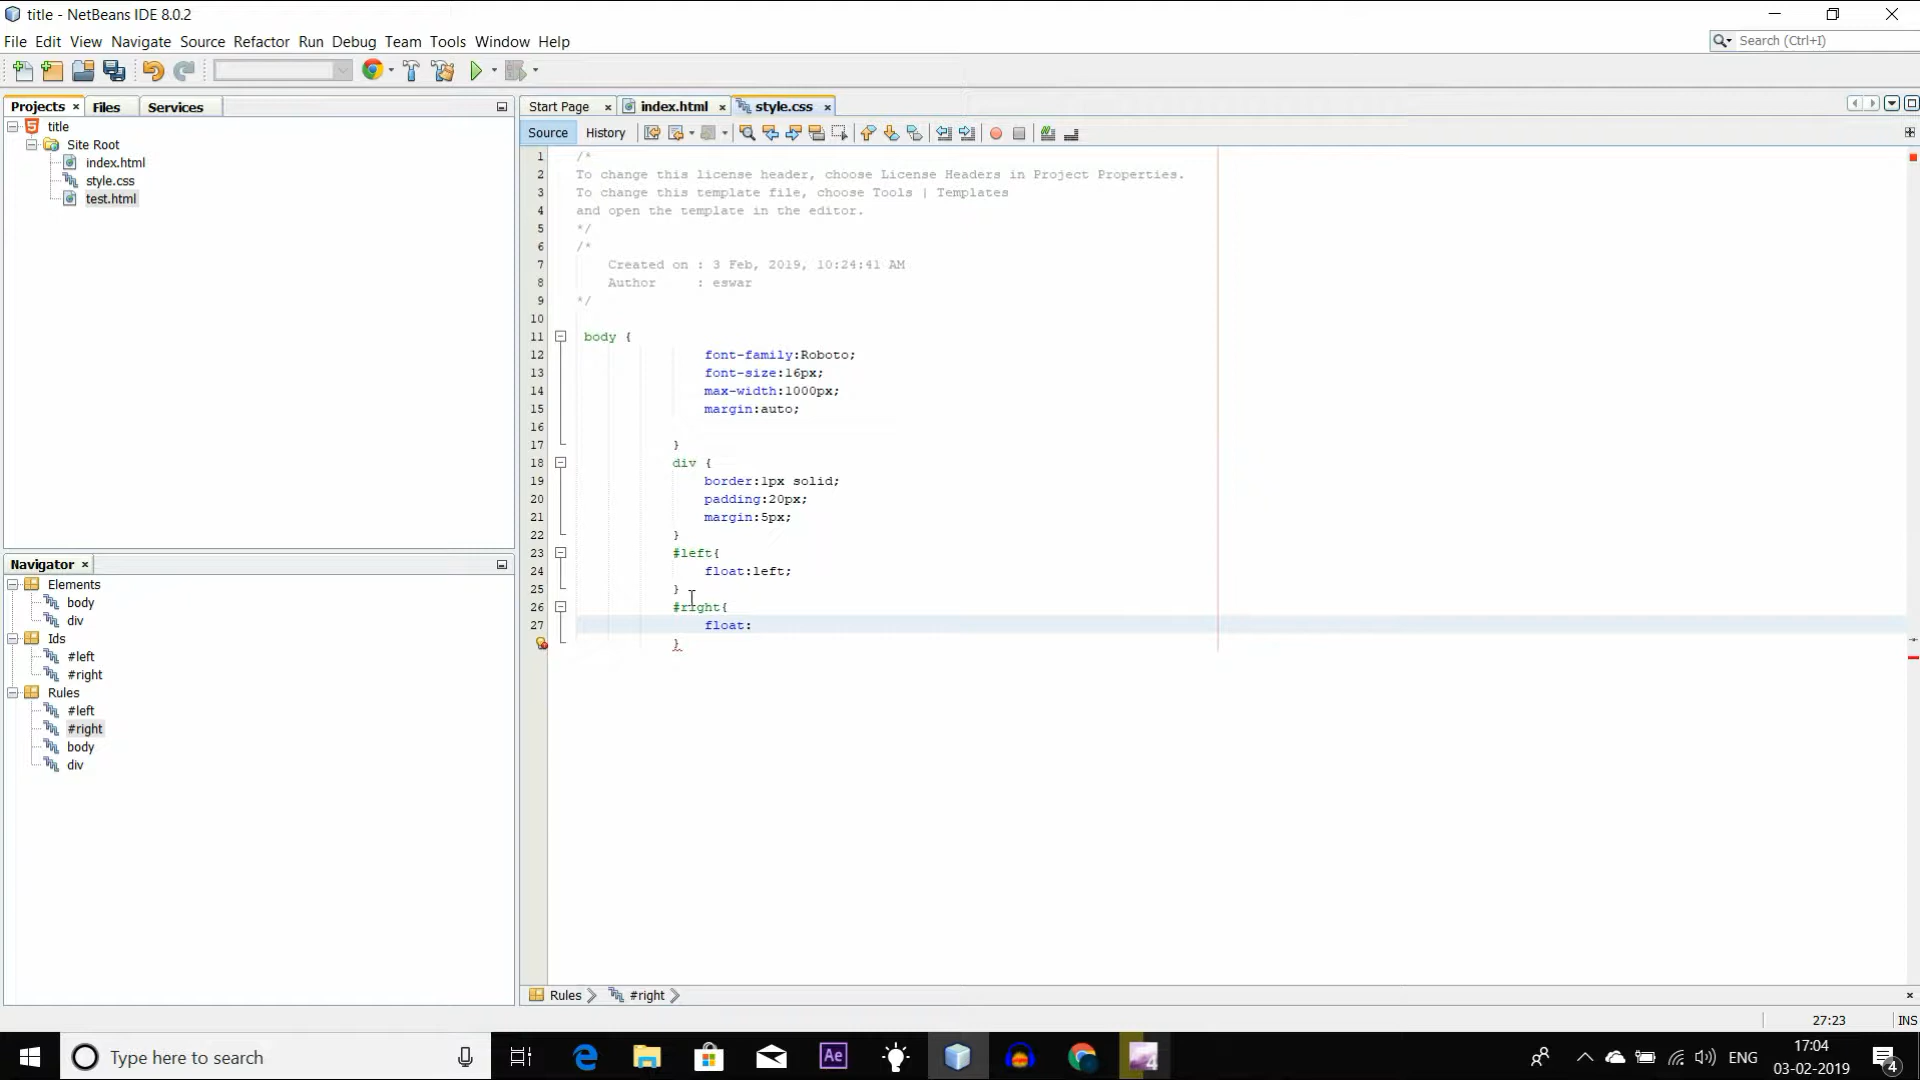 title - NetBeans IDE 8.0.2
File Edit View Navigate Source Refactor Run Debug Team Tools Window Help
Search (Ctrl+I)
Projects Files Services
title
Site Root
index.html
style.css
test.html
Navigator
Elements
body
div
Ids
#left
#right
Rules
#left
#right
body
div
Start Page index.html style.css
Source History
1 /*
2 To change this license header, choose License Headers in Project Properties.
3 To change this template file, choose Tools | Templates
4 and open the template in the editor.
5 */
6 /*
7 Created on : 3 Feb, 2019, 10:24:41 AM
8 Author : eswar
9 */
10
11 body {
12 font-family:Roboto;
13 font-size:16px;
14 max-width:1000px;
15 margin:auto;
16
17 }
18 div {
19 border:1px solid;
20 padding:20px;
21 margin:5px;
22 }
23 #left{
24 float:left;
25 }
26 #right{
27 float:
}
Rules #right
27:23 INS
Type here to search
Ae
4
ENG
17:04
03-02-2019
4